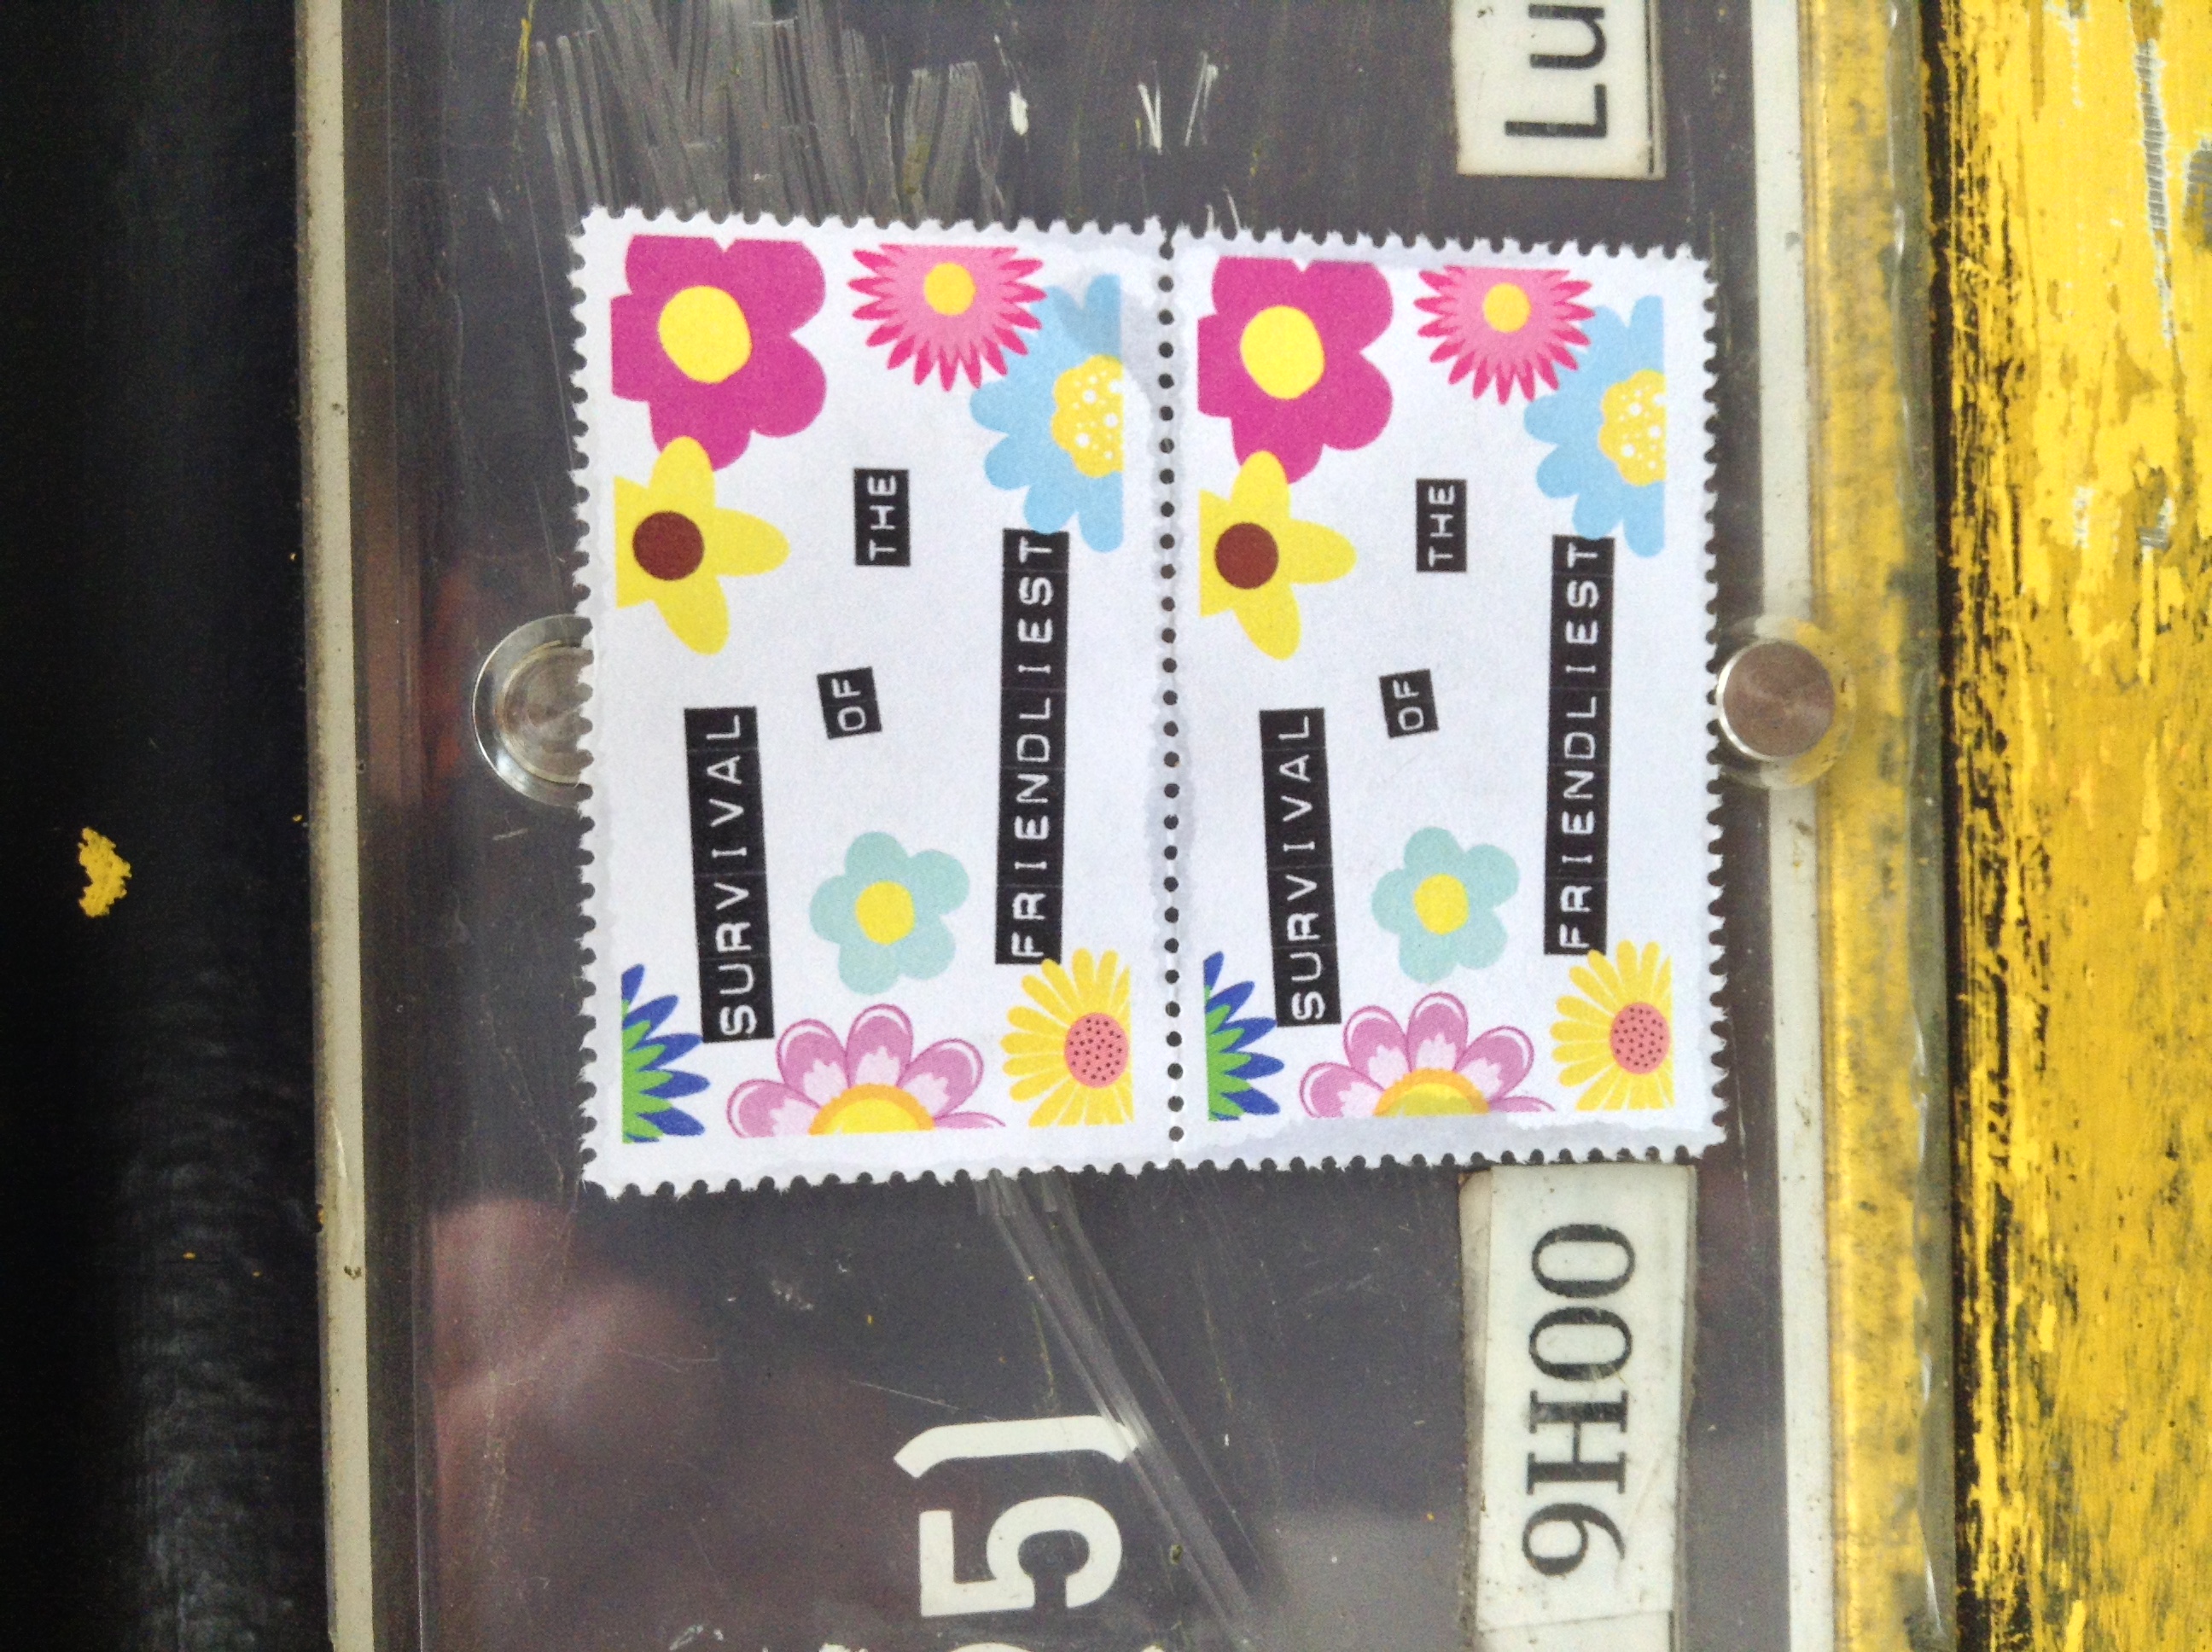 SURVIVAL
OF
THE
FRIENDLIEST
SURVIVAL
OF
THE
FRIENDLIEST
5)
9H00
Lu